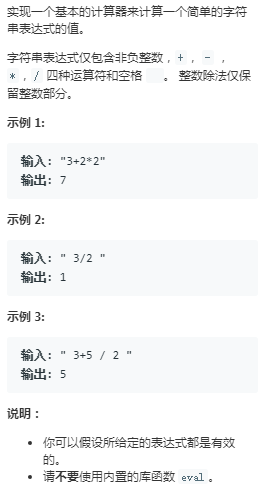 实现一个基本的计算器来计算一个简单的字符
串表达式的值。
字符串表达式仅包含非负整数，+ ， - ，
* ，/ 四种运算符和空格 。 整数除法仅保
留整数部分。
示例 1:
输入: "3+2*2"
输出: 7
示例 2:
输入: " 3/2 "
输出: 1
示例 3:
输入: " 3+5 / 2 "
输出: 5
说明：
• 你可以假设所给定的表达式都是有效
的。
• 请不要使用内置的库函数 eval 。